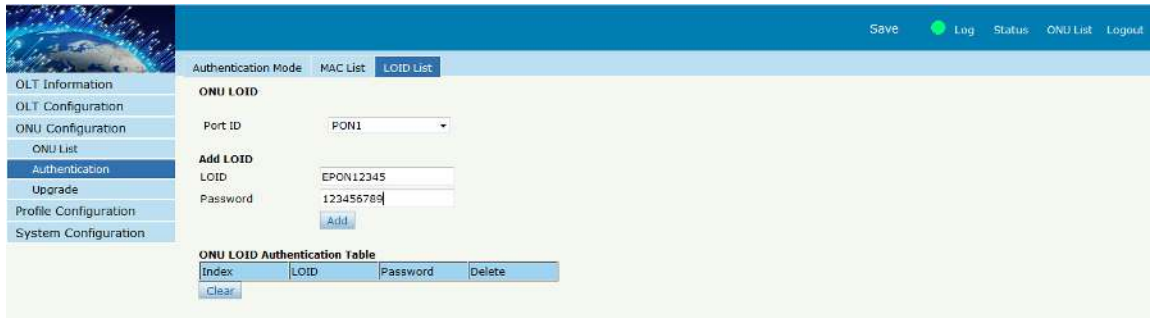 Save Log Status ONU List Logout
Authentication Mode MAC List LOID List
OLT Information
OLT Configuration
ONU Configuration
ONU List
Authentication
Upgrade
Profile Configuration
System Configuration
ONU LOID
Port ID PON1
Add LOID
LOID EPON12345
Password 123456789
Add
ONU LOID Authentication Table
Index LOID Password Delete
Clear